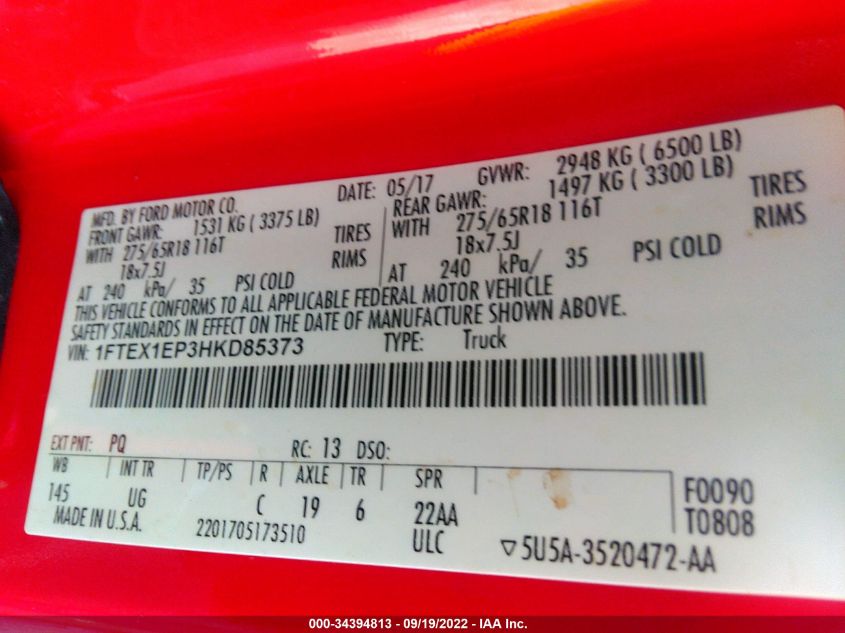 MFD. BY FORD MOTOR CO.
DATE: 05/17 GVWR: 2948 KG ( 6500 LB)
FRONT GAWR: 1531 KG ( 3375 LB)
REAR GAWR: 1497 KG ( 3300 LB)
WITH 275/65R18 116T TIRES
WITH 275/65R18 116T TIRES
18x7.5J RIMS
18x7.5J RIMS
AT 240 kPa/ 35 PSI COLD
AT 240 kPa/ 35 PSI COLD
THIS VEHICLE CONFORMS TO ALL APPLICABLE FEDERAL MOTOR VEHICLE
SAFETY STANDARDS IN EFFECT ON THE DATE OF MANUFACTURE SHOWN ABOVE.
VIN: 1FTEX1EP3HKD85373 TYPE: Truck
EXT PNT: PQ RC: 13 DSO:
WB INT TR TP/PS R AXLE TR SPR
145 UG C 19 6 22AA
F0090
T0808
MADE IN U.S.A. 2201705173510 ULC ▽5U5A-3520472-AA
000-34394813 - 09/19/2022 - IAA Inc.